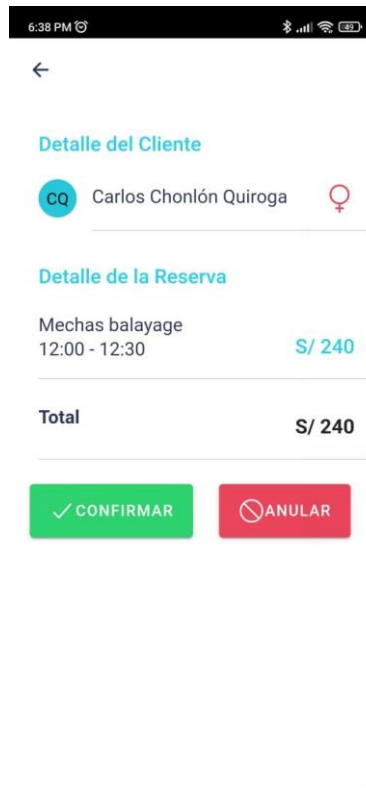 6:38 PM
49
Detalle del Cliente
CQ Carlos Chonlón Quiroga
Detalle de la Reserva
Mechas balayage
12:00 - 12:30 S/ 240
Total S/ 240
CONFIRMAR ANULAR